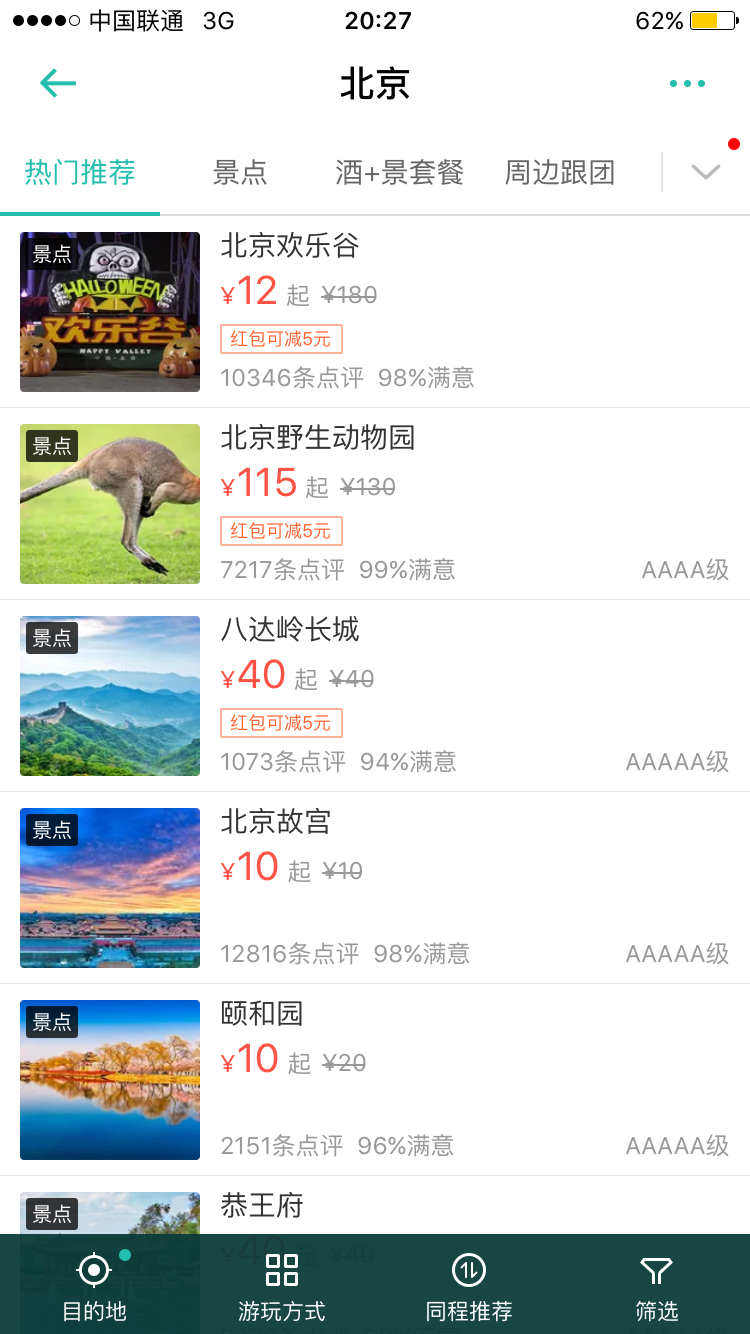 中国联通 3G 20:27 62%
北京
热门推荐 景点 酒+景套餐 周边跟团
景点
HALLOWEEN
欢乐谷
HAPPY VALLEY
北京欢乐谷
¥12 起 ¥180
红包可减5元
10346条点评 98%满意
景点
北京野生动物园
¥115 起 ¥130
红包可减5元
7217条点评 99%满意 AAAA级
景点
八达岭长城
¥40 起 ¥40
红包可减5元
1073条点评 94%满意 AAAAA级
景点
北京故宫
¥10 起 ¥10
12816条点评 98%满意 AAAAA级
景点
颐和园
¥10 起 ¥20
2151条点评 96%满意 AAAAA级
景点
恭王府
¥40 起 ¥40
目的地 游玩方式 同程推荐 筛选